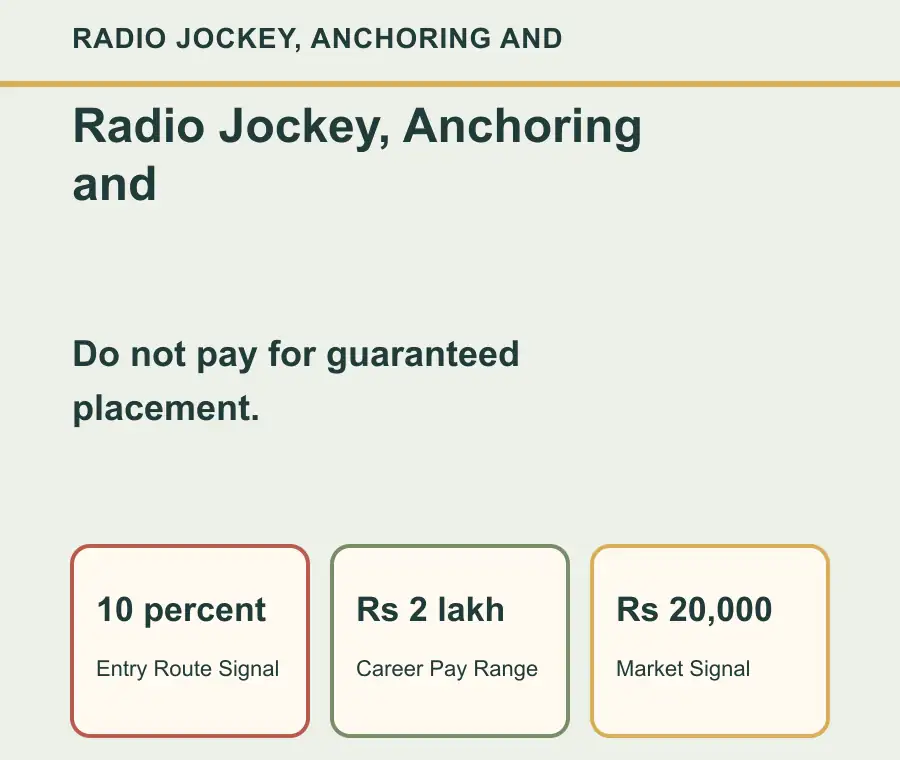 RADIO JOCKEY, ANCHORING AND
Radio Jockey, Anchoring
and
Do not pay for guaranteed
placement.
10 percent
Entry Route Signal
Rs 2 lakh
Career Pay Range
Rs 20,000
Market Signal